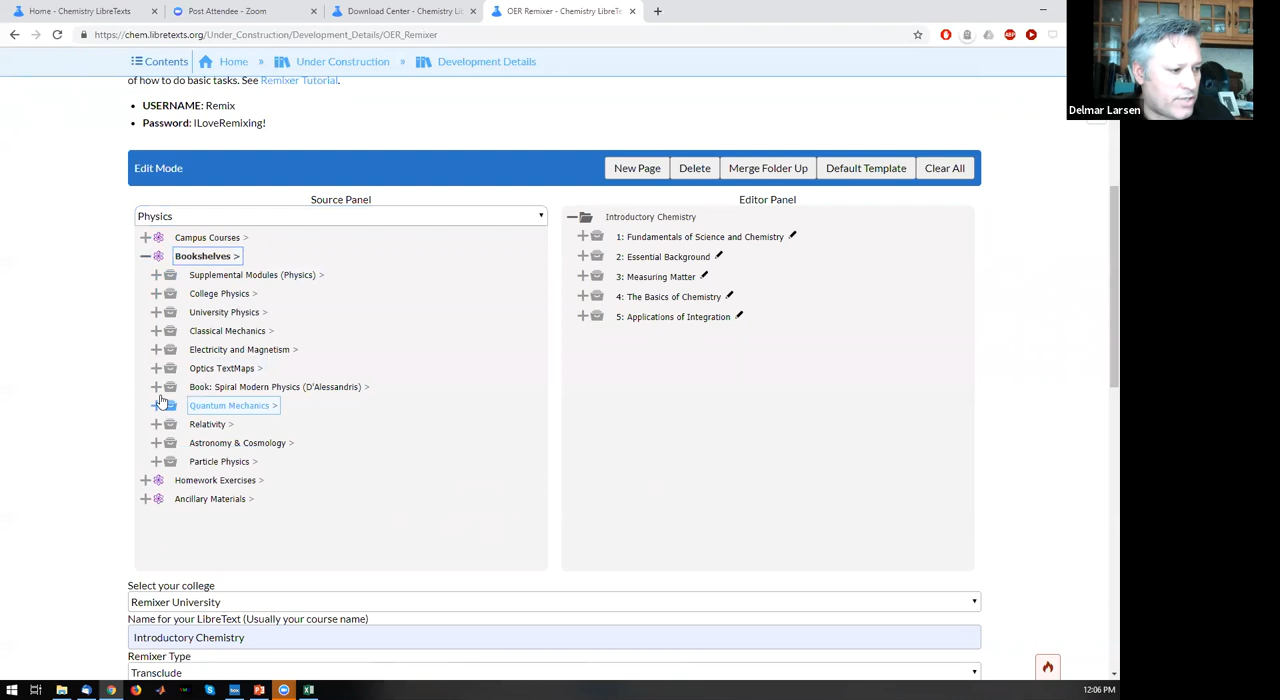 Home - Chemistry LibreTexts
Post Attendee - Zoom
Download Center - Chemistry Lib
OER Remixer - Chemistry LibreTe
https://chem.libretexts.org/Under_Construction/Development_Details/OER_Remixer
Contents Home » Under Construction » Development Details
of how to do basic tasks. See Remixer Tutorial.
• USERNAME: Remix
• Password: ILoveRemixing!
Delmar Larsen
Edit Mode New Page Delete Merge Folder Up Default Template Clear All
Source Panel
Physics
Campus Courses >
Bookshelves >
Supplemental Modules (Physics) >
College Physics >
University Physics >
Classical Mechanics >
Electricity and Magnetism >
Optics TextMaps >
Book: Spiral Modern Physics (D'Alessandris) >
Quantum Mechanics >
Relativity >
Astronomy & Cosmology >
Particle Physics >
Homework Exercises >
Ancillary Materials >
Editor Panel
Introductory Chemistry
1: Fundamentals of Science and Chemistry
2: Essential Background
3: Measuring Matter
4: The Basics of Chemistry
5: Applications of Integration
Select your college
Remixer University
Name for your LibreText (Usually your course name)
Introductory Chemistry
Remixer Type
Transclude
12:06 PM